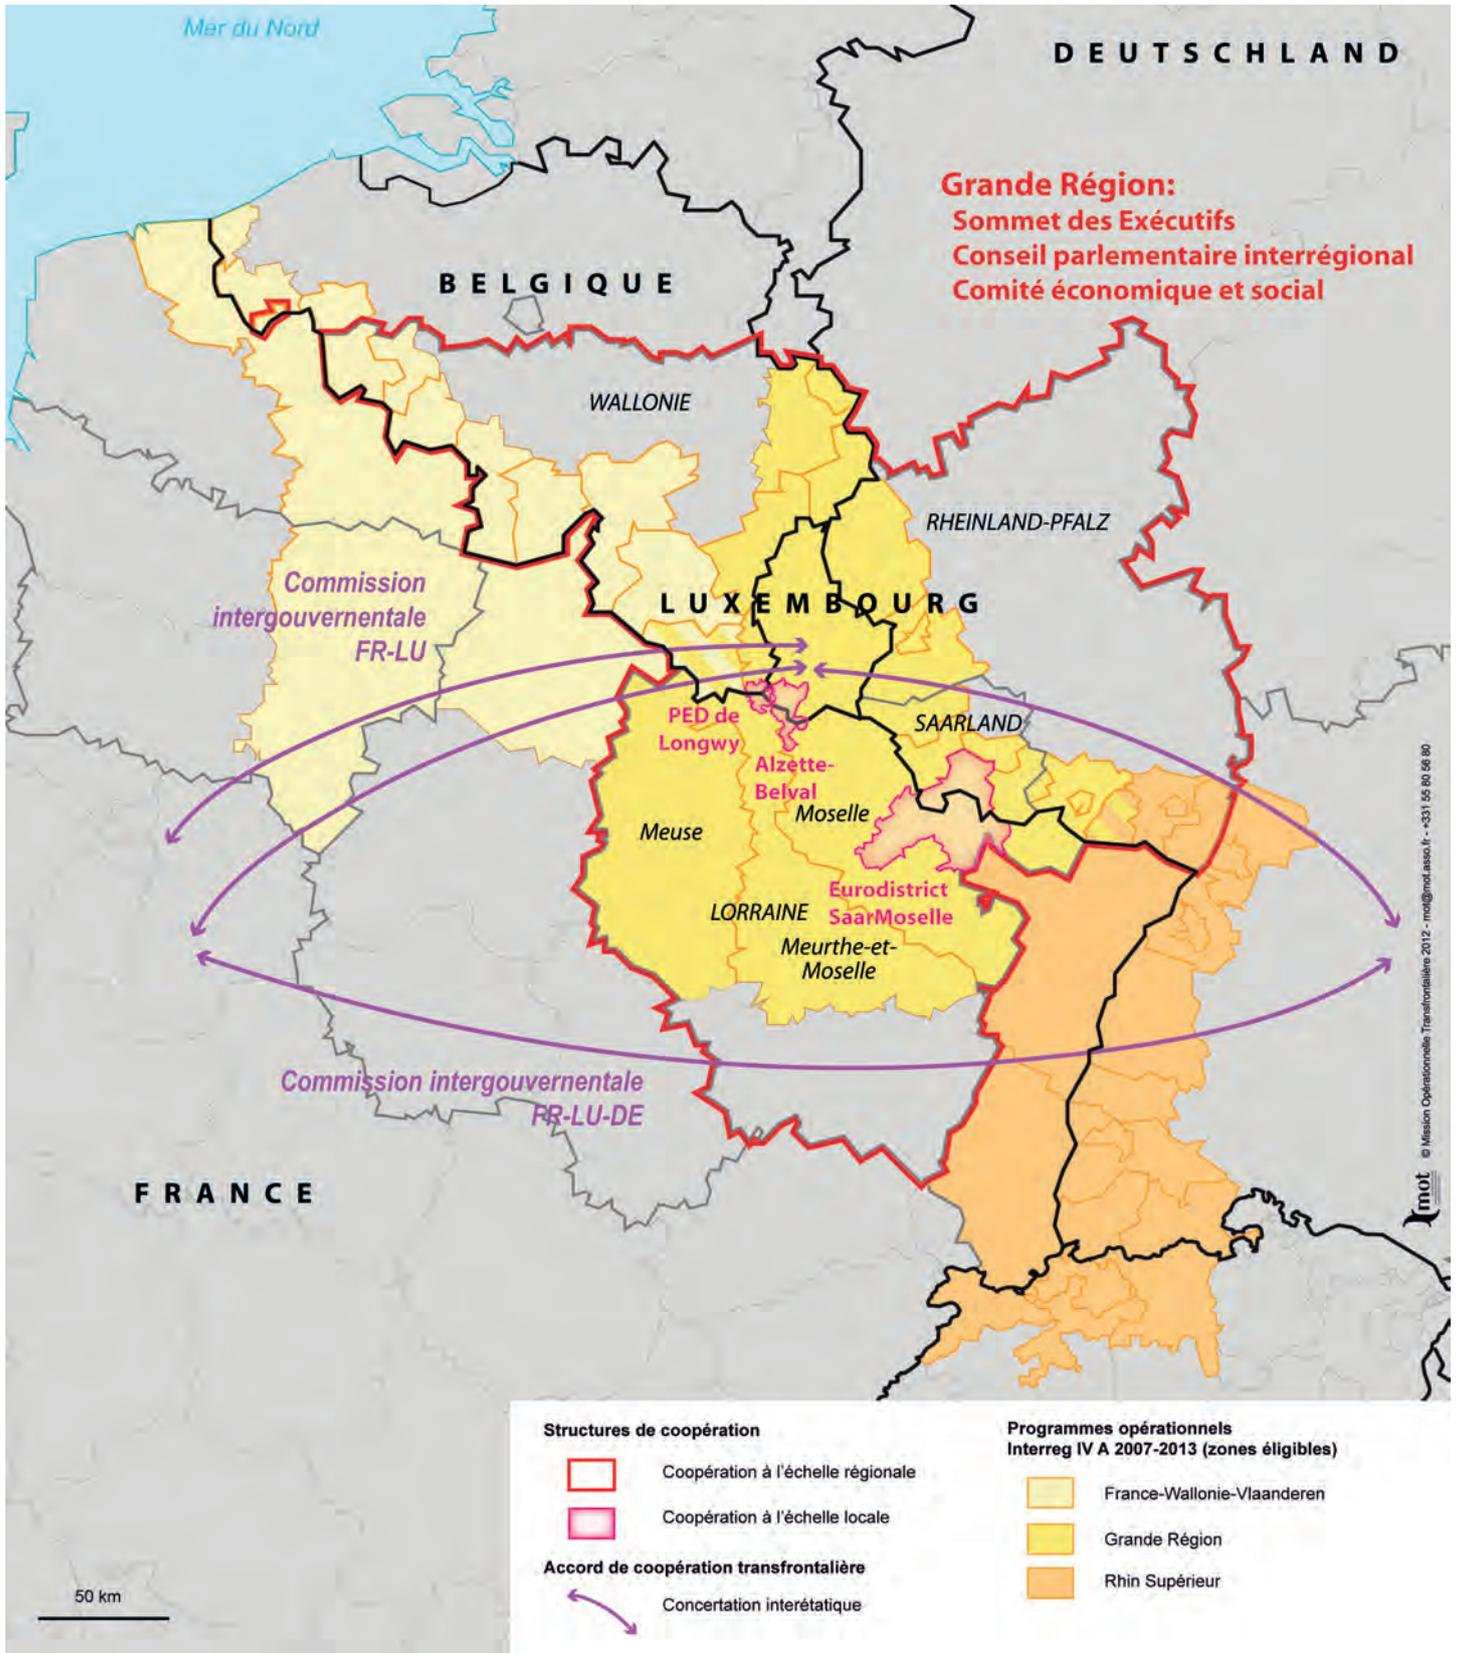 Mer du Nord
DEUTSCHLAND
Grande Région:
Sommet des Exécutifs
Conseil parlementaire interrégional
Comité économique et social
BELGIQUE
WALLONIE
RHEINLAND-PFALZ
Commission
intergouvernementale
FR-LU
LUXEMBOURG
PED de
Longwy
SAARLAND
Alzette-
Belval
Moselle
Meuse
Eurodistrict
SaarMoselle
LORRAINE
Meurthe-et-
Moselle
Commission intergouvernementale
FR-LU-DE
FRANCE
© Mission Opérationnelle Transfrontalière 2012 - mot@mot.asso.fr - +331 55 80 56 80
mot
Structures de coopération
Coopération à l'échelle régionale
Coopération à l'échelle locale
Accord de coopération transfrontalière
Concertation interétatique
Programmes opérationnels
Interreg IV A 2007-2013 (zones éligibles)
France-Wallonie-Vlaanderen
Grande Région
Rhin Supérieur
50 km